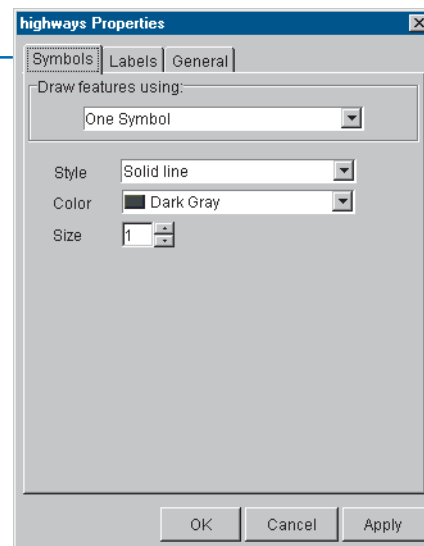 highways Properties
Symbols Labels General
Draw features using:
One Symbol
Style Solid line
Color Dark Gray
Size 1
OK Cancel Apply